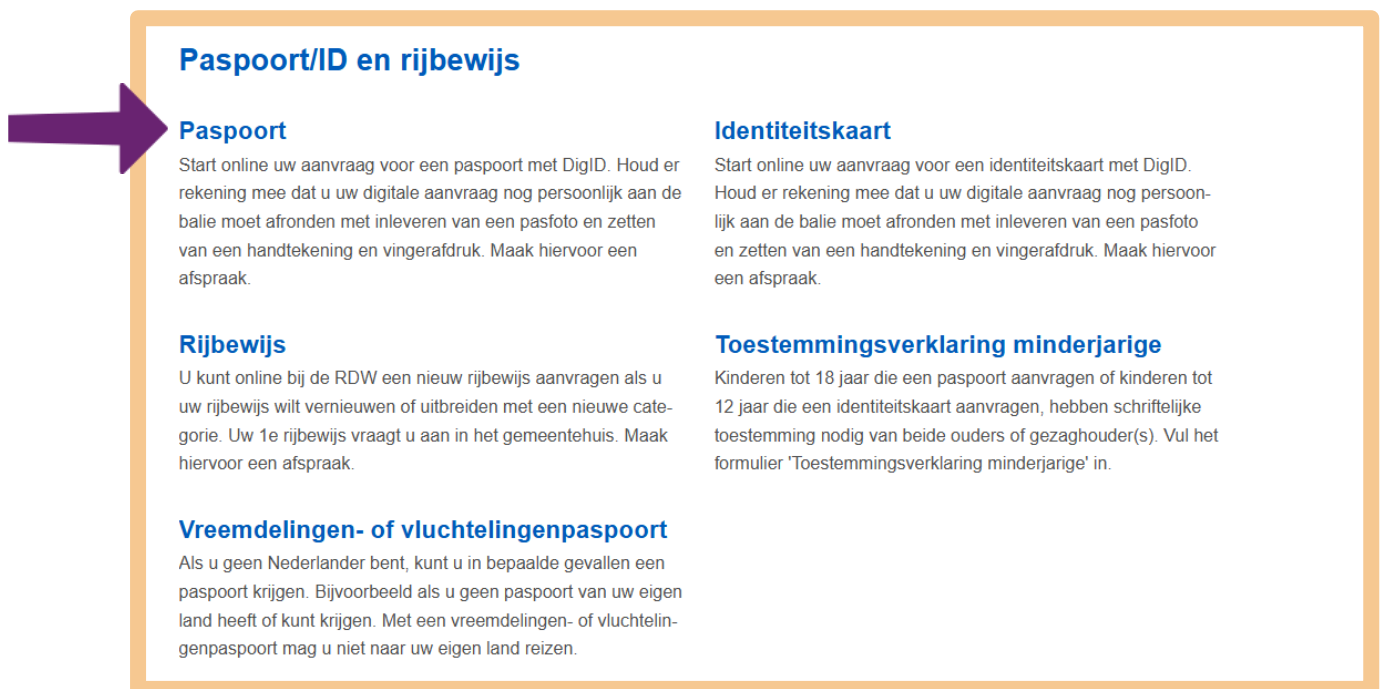 Paspoort/ID en rijbewijs
Paspoort
Start online uw aanvraag voor een paspoort met DigID. Houd er
rekening mee dat u uw digitale aanvraag nog persoonlijk aan de
balie moet afronden met inleveren van een pasfoto en zetten
van een handtekening en vingerafdruk. Maak hiervoor een
afspraak.
Identiteitskaart
Start online uw aanvraag voor een identiteitskaart met DigID.
Houd er rekening mee dat u uw digitale aanvraag nog persoon-
lijk aan de balie moet afronden met inleveren van een pasfoto
en zetten van een handtekening en vingerafdruk. Maak hiervoor
een afspraak.
Rijbewijs
U kunt online bij de RDW een nieuw rijbewijs aanvragen als u
uw rijbewijs wilt vernieuwen of uitbreiden met een nieuwe cate-
gorie. Uw 1e rijbewijs vraagt u aan in het gemeentehuis. Maak
hiervoor een afspraak.
Toestemmingsverklaring minderjarige
Kinderen tot 18 jaar die een paspoort aanvragen of kinderen tot
12 jaar die een identiteitskaart aanvragen, hebben schriftelijke
toestemming nodig van beide ouders of gezaghouder(s). Vul het
formulier 'Toestemmingsverklaring minderjarige' in.
Vreemdelingen- of vluchtelingenpaspoort
Als u geen Nederlander bent, kunt u in bepaalde gevallen een
paspoort krijgen. Bijvoorbeeld als u geen paspoort van uw eigen
land heeft of kunt krijgen. Met een vreemdelingen- of vluchtelin-
genpaspoort mag u niet naar uw eigen land reizen.